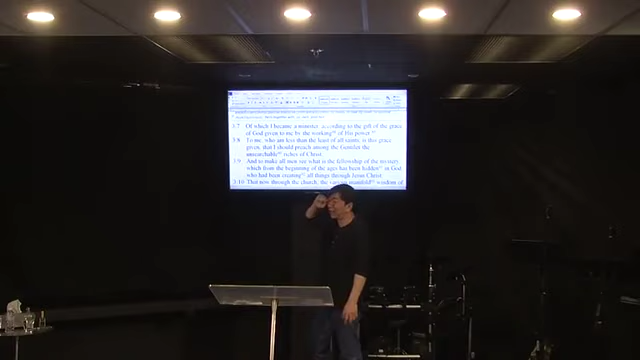 3:7 Of which I became a minister according to the gift of the grace
of God given to me by the working of His power
3:8 To me, who am less than the least of all saints, is this grace
given, that I should preach among the Gentiles the
unsearchable riches of Christ
3:9 And to make all men see what is the fellowship of the mystery
which from the beginning of the ages has been hidden in God
who had been creating all things through Jesus Christ
3:10 That now through the church, the manifold wisdom of